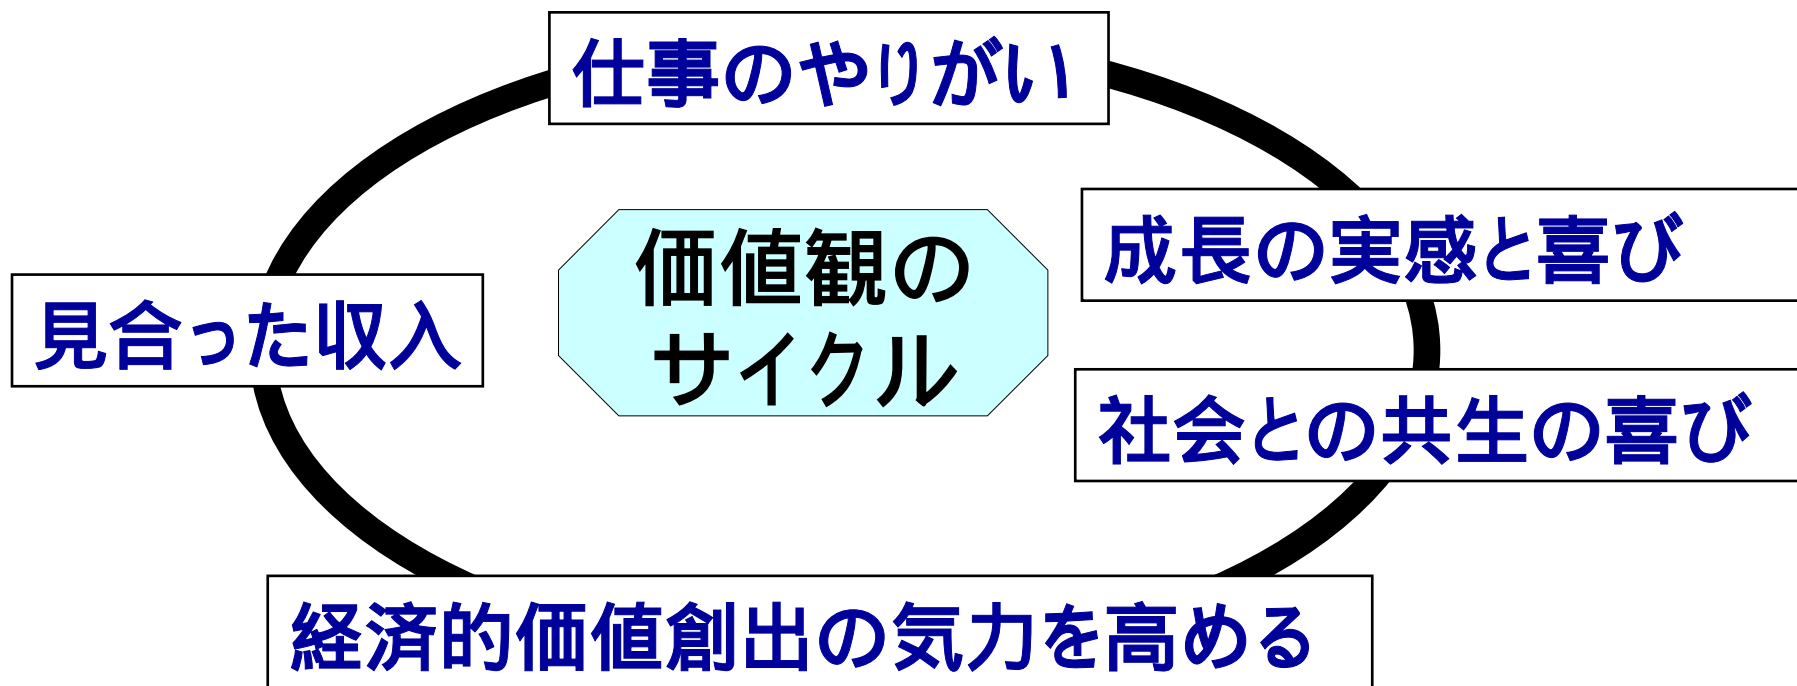 仕事のやりがい
成長の実感と喜び
価値観の
サイクル
見合った収入
社会との共生の喜び
経済的価値創出の気力を高める